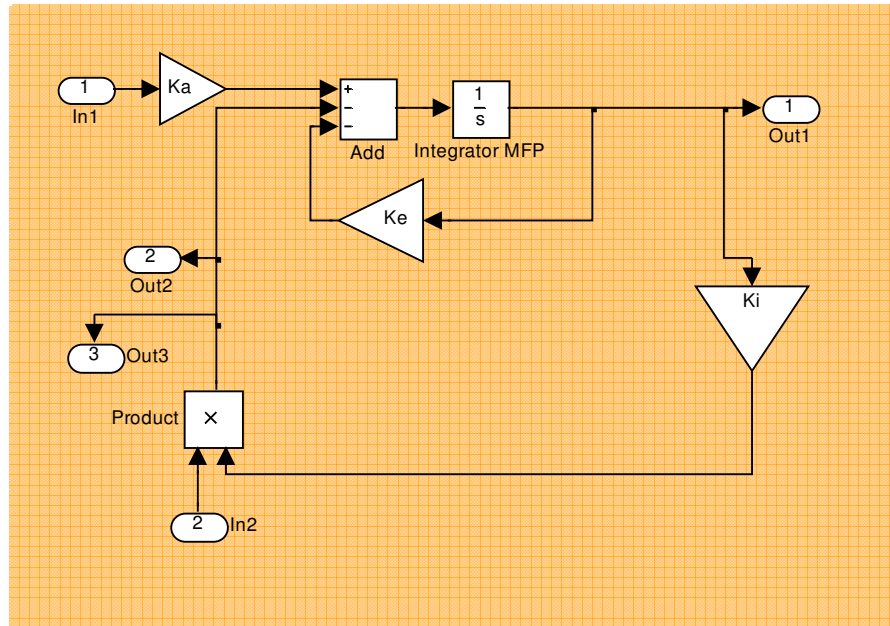 1
In1
Ka
+
−
−
Add
1
s
Integrator MFP
1
Out1
Ke
2
Out2
Ki
3
Out3
Product
×
2
In2